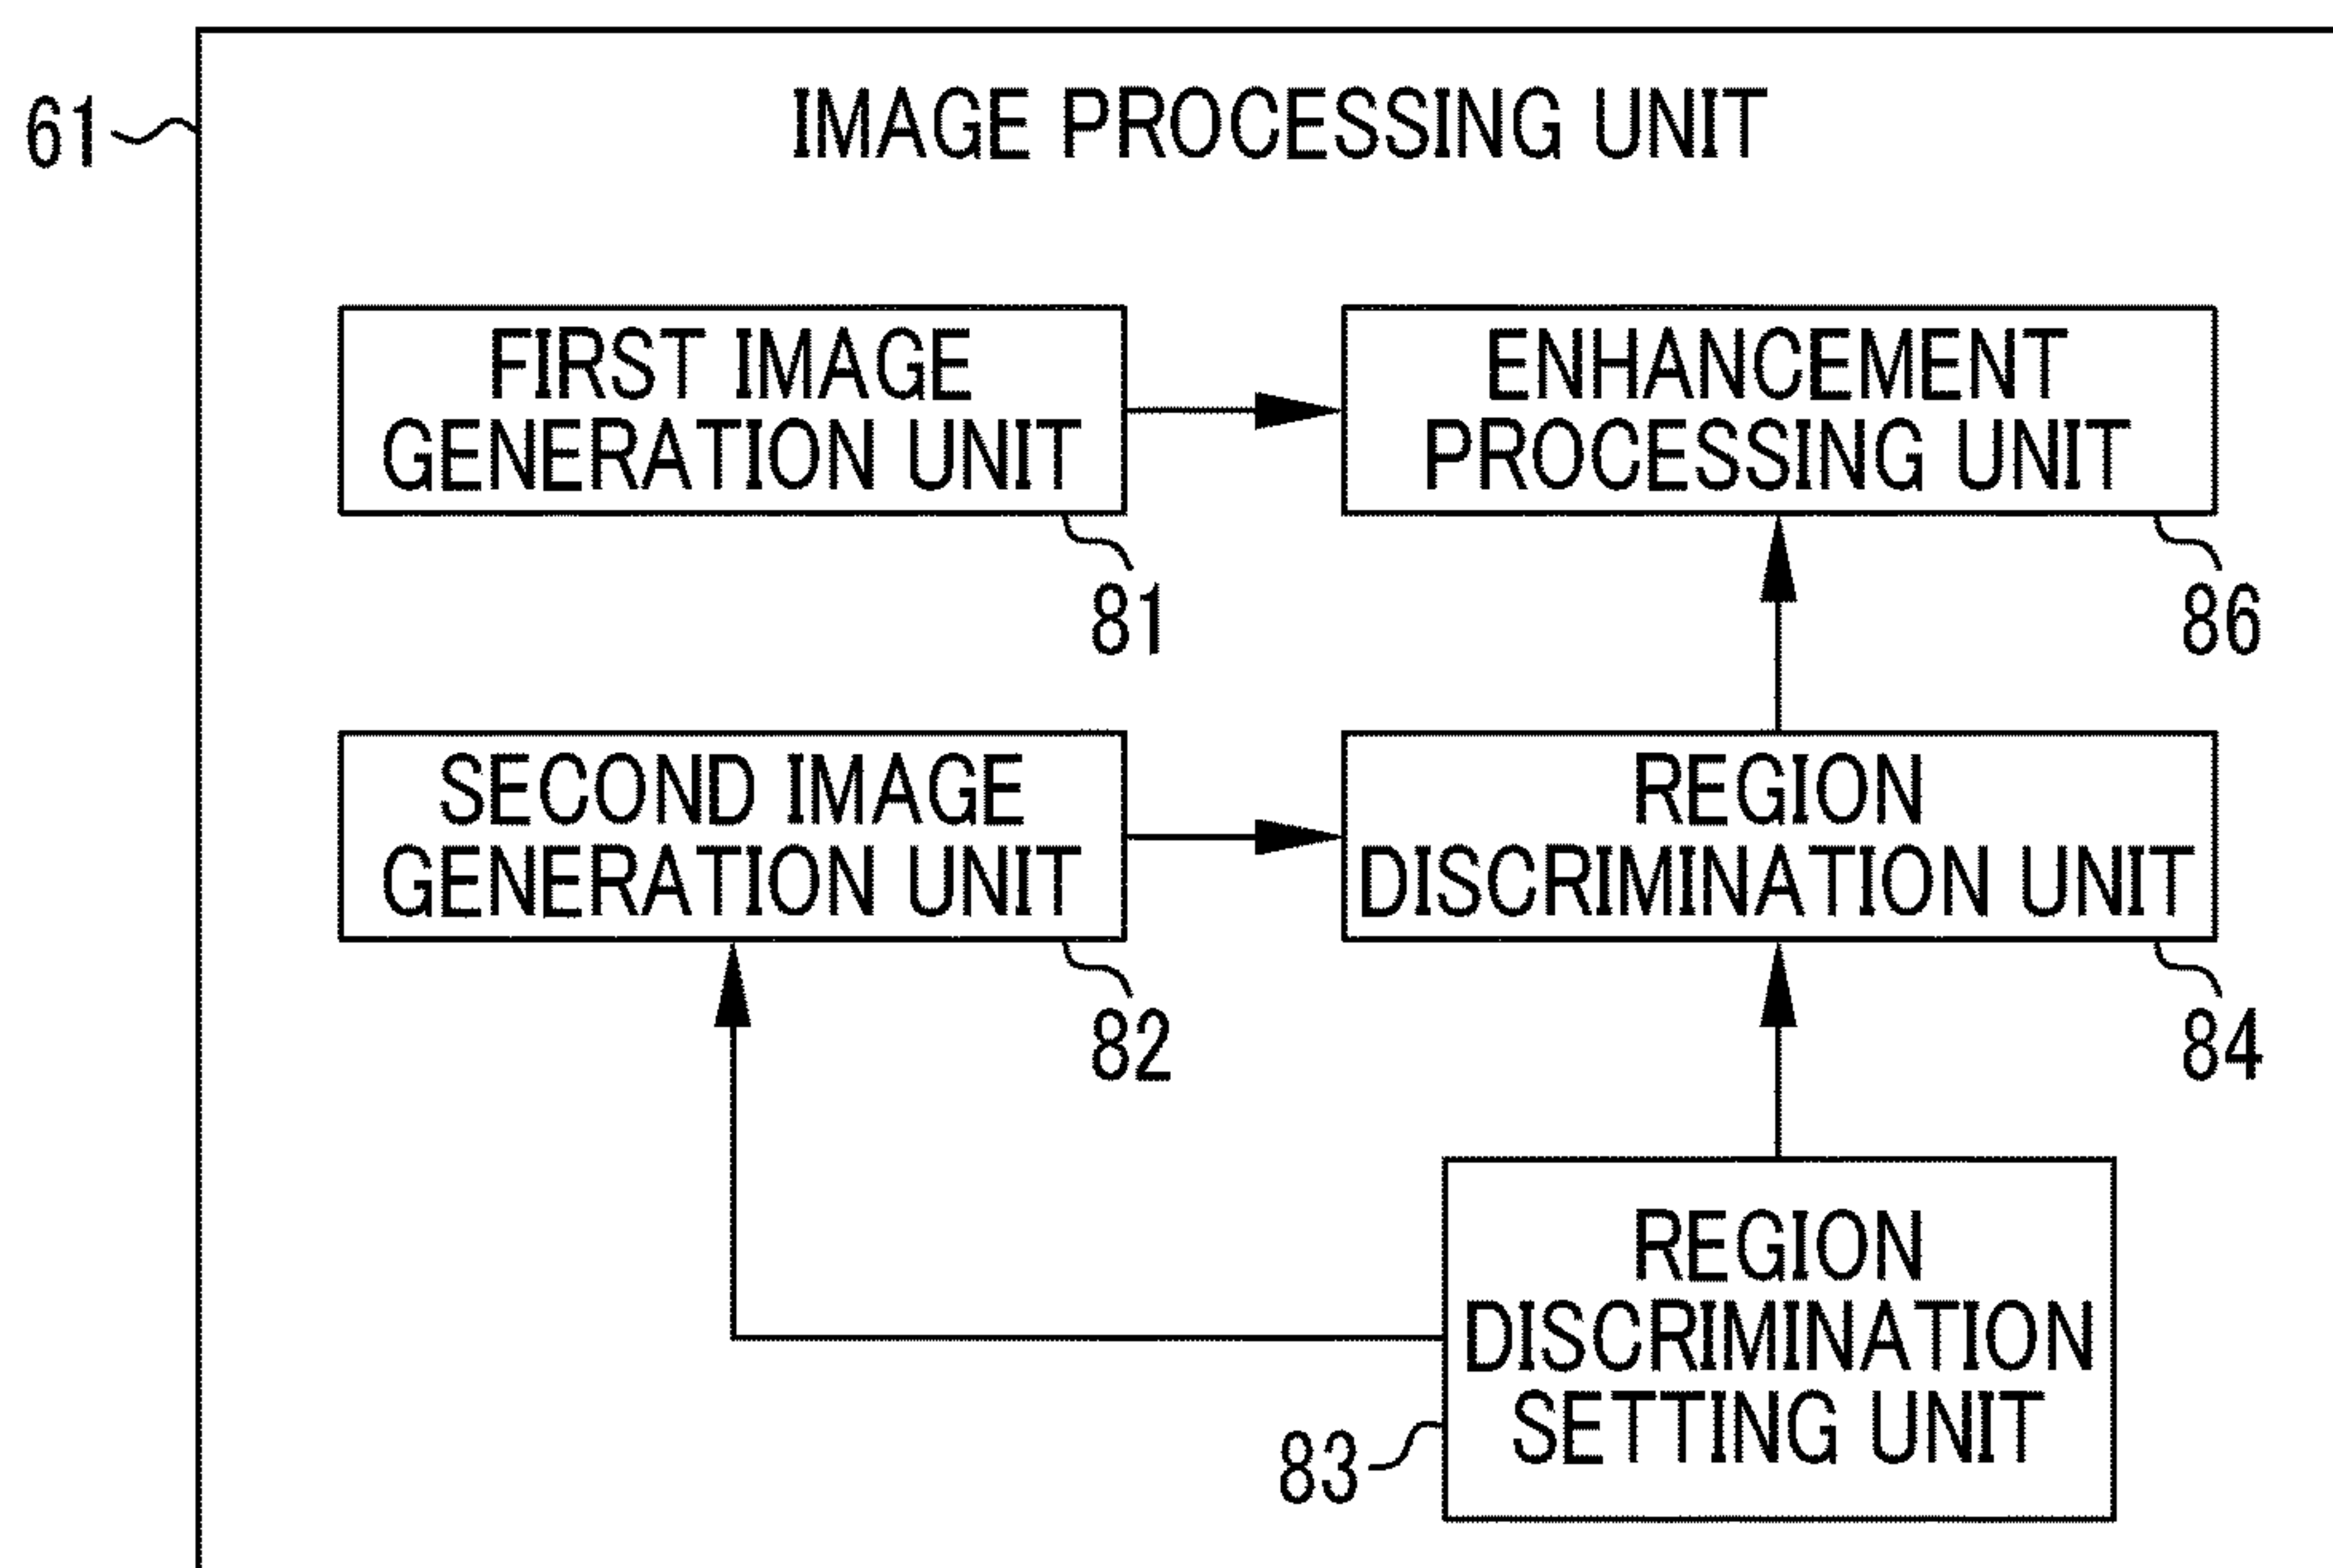 61
IMAGE PROCESSING UNIT
FIRST IMAGE
GENERATION UNIT
81
ENHANCEMENT
PROCESSING UNIT
86
SECOND IMAGE
GENERATION UNIT
82
REGION
DISCRIMINATION UNIT
84
REGION
DISCRIMINATION
SETTING UNIT
83